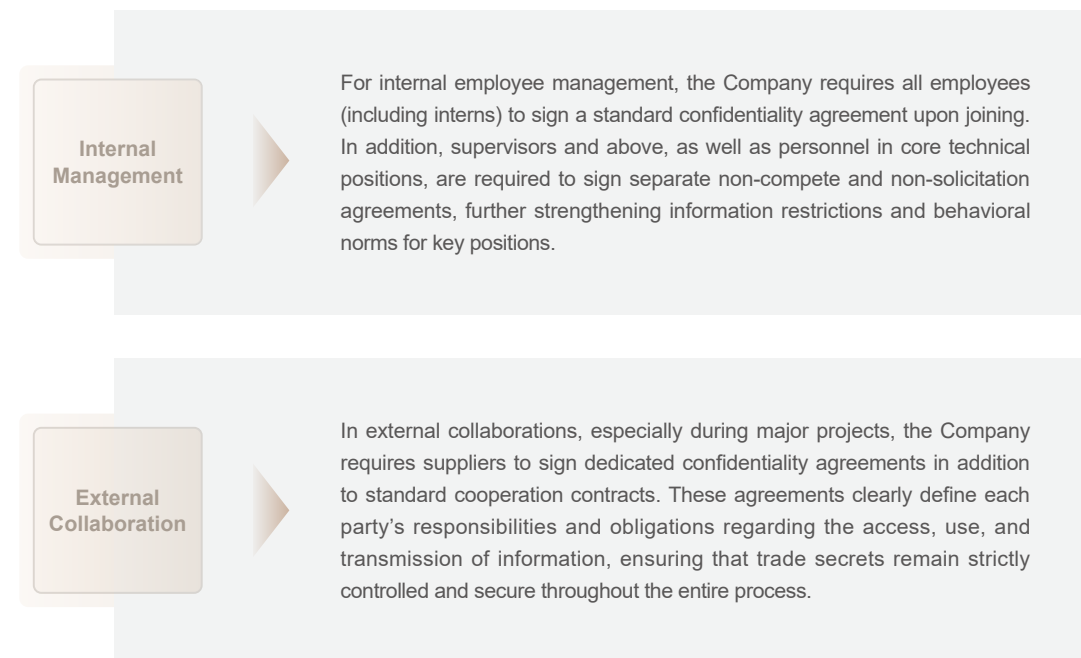 Internal
Management
For internal employee management, the Company requires all employees
(including interns) to sign a standard confidentiality agreement upon joining.
In addition, supervisors and above, as well as personnel in core technical
positions, are required to sign separate non-compete and non-solicitation
agreements, further strengthening information restrictions and behavioral
norms for key positions.
External
Collaboration
In external collaborations, especially during major projects, the Company
requires suppliers to sign dedicated confidentiality agreements in addition
to standard cooperation contracts. These agreements clearly define each
party’s responsibilities and obligations regarding the access, use, and
transmission of information, ensuring that trade secrets remain strictly
controlled and secure throughout the entire process.